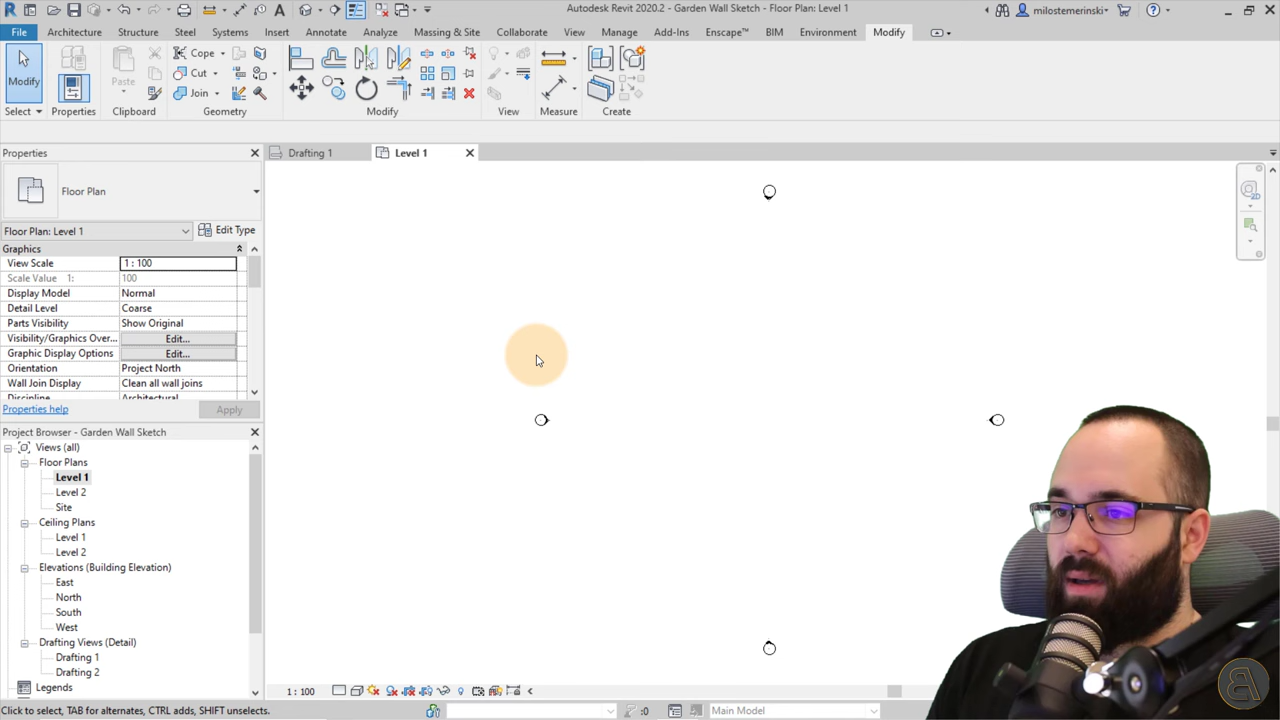 Autodesk Revit 2020.2 - Garden Wall Sketch - Floor Plan: Level 1
milostemerinski
File Architecture Structure Steel Systems Insert Annotate Analyze Massing & Site Collaborate View Manage Add-Ins Enscape™ BIM Environment Modify
Modify
Paste
Cope
Cut
Join
Select Properties Clipboard Geometry Modify View Measure Create
Properties
Drafting 1
Level 1
2D
Floor Plan
Floor Plan: Level 1
Edit Type
Graphics
View Scale 1 : 100
Scale Value 1: 100
Display Model Normal
Detail Level Coarse
Parts Visibility Show Original
Visibility/Graphics Over... Edit...
Graphic Display Options Edit...
Orientation Project North
Wall Join Display Clean all wall joins
Discipline Architectural
Properties help
Apply
Project Browser - Garden Wall Sketch
Views (all)
Floor Plans
Level 1
Level 2
Site
Ceiling Plans
Level 1
Level 2
Elevations (Building Elevation)
East
North
South
West
Drafting Views (Detail)
Drafting 1
Drafting 2
Legends
1 : 100
Click to select, TAB for alternates, CTRL adds, SHIFT unselects.
:0
Main Model